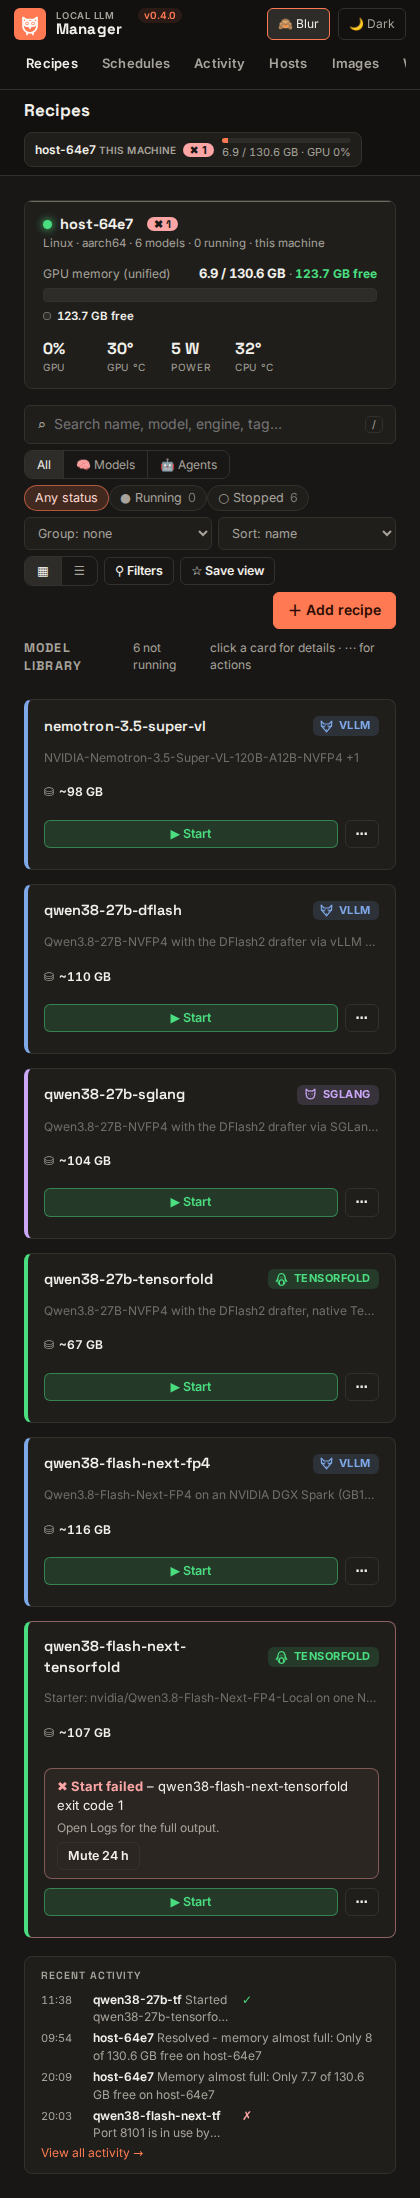 LOCAL LLM
Manager
v0.4.0
🙈 Blur
🌙 Dark
Recipes Schedules Activity Hosts Images
Recipes
host-64e7 THIS MACHINE ✖ 1 6.9 / 130.6 GB · GPU 0%
host-64e7 ✖ 1
Linux · aarch64 · 6 models · 0 running · this machine
GPU memory (unified) 6.9 / 130.6 GB · 123.7 GB free
123.7 GB free
0% 30° 5 W 32°
GPU GPU °C POWER CPU °C
Search name, model, engine, tag... /
All 🧠 Models 🤖 Agents
Any status ● Running 0 ○ Stopped 6
Group: none Sort: name
▦ ☰ ⚲ Filters ☆ Save view
+ Add recipe
MODEL LIBRARY
6 not running
click a card for details · ⋯ for actions
nemotron-3.5-super-vl VLLM
NVIDIA-Nemotron-3.5-Super-VL-120B-A12B-NVFP4 +1
~98 GB
▶ Start ⋯
qwen38-27b-dflash VLLM
Qwen3.8-27B-NVFP4 with the DFlash2 drafter via vLLM ...
~110 GB
▶ Start ⋯
qwen38-27b-sglang SGLANG
Qwen3.8-27B-NVFP4 with the DFlash2 drafter via SGLan...
~104 GB
▶ Start ⋯
qwen38-27b-tensorfold TENSORFOLD
Qwen3.8-27B-NVFP4 with the DFlash2 drafter, native Te...
~67 GB
▶ Start ⋯
qwen38-flash-next-fp4 VLLM
Qwen3.8-Flash-Next-FP4 on an NVIDIA DGX Spark (GB1...
~116 GB
▶ Start ⋯
qwen38-flash-next-
tensorfold
TENSORFOLD
Starter: nvidia/Qwen3.8-Flash-Next-FP4-Local on one N...
~107 GB
✖ Start failed – qwen38-flash-next-tensorfold
exit code 1
Open Logs for the full output.
Mute 24 h
▶ Start ⋯
RECENT ACTIVITY
11:38 qwen38-27b-tf Started ✓
qwen38-27b-tensorfo...
09:54 host-64e7 Resolved - memory almost full: Only 8
of 130.6 GB free on host-64e7
20:09 host-64e7 Memory almost full: Only 7.7 of 130.6
GB free on host-64e7
20:03 qwen38-flash-next-tf ✗
Port 8101 is in use by...
View all activity →